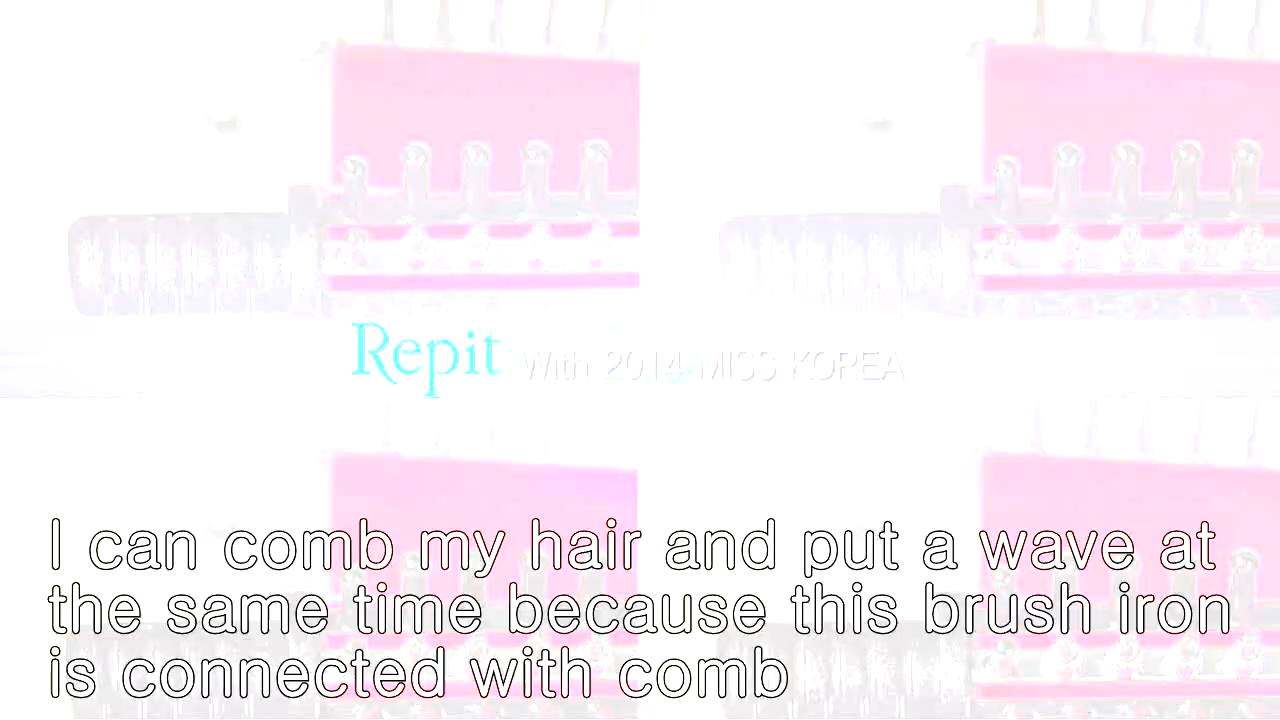 Repit With 2014 MISS KOREA
I can comb my hair and put a wave at
the same time because this brush iron
is connected with comb